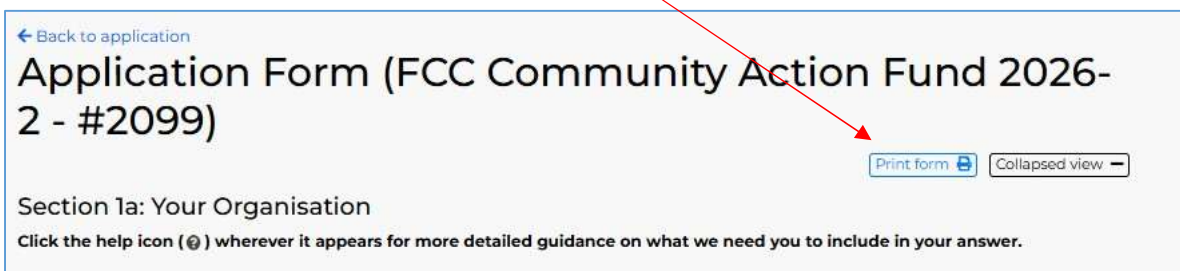 Back to application
Application Form (FCC Community Action Fund 2026-
2 - #2099)
Print form
Collapsed view
Section 1a: Your Organisation
Click the help icon (?) wherever it appears for more detailed guidance on what we need you to include in your answer.